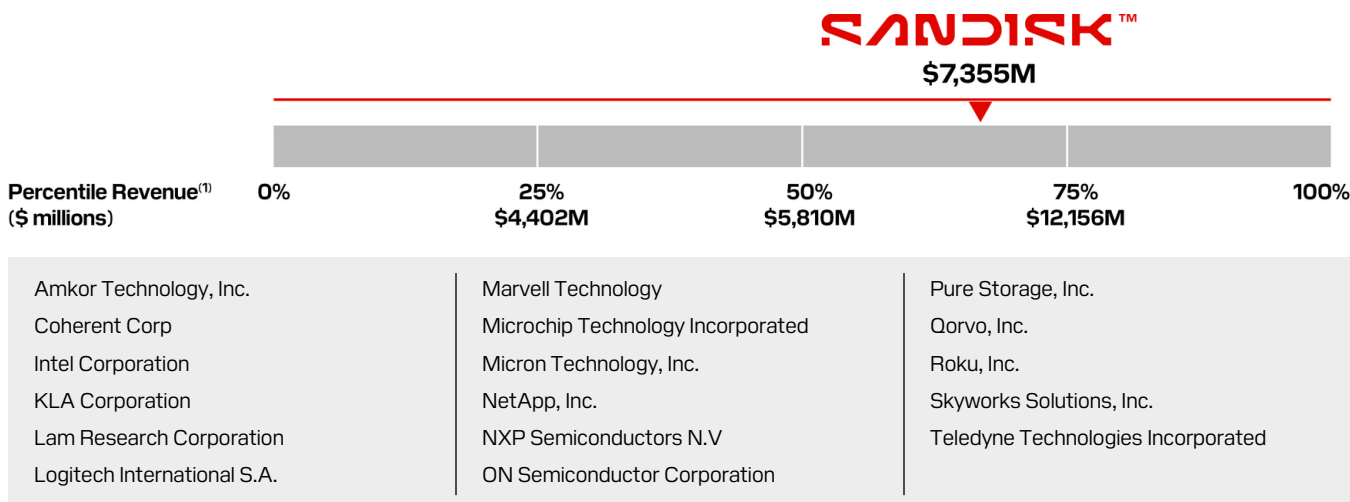 SANDISK™
$7,355M
Percentile Revenue(1) 0% 25% 50% 75% 100%
($ millions) $4,402M $5,810M $12,156M
Amkor Technology, Inc.
Coherent Corp
Intel Corporation
KLA Corporation
Lam Research Corporation
Logitech International S.A.
Marvell Technology
Microchip Technology Incorporated
Micron Technology, Inc.
NetApp, Inc.
NXP Semiconductors N.V
ON Semiconductor Corporation
Pure Storage, Inc.
Qorvo, Inc.
Roku, Inc.
Skyworks Solutions, Inc.
Teledyne Technologies Incorporated